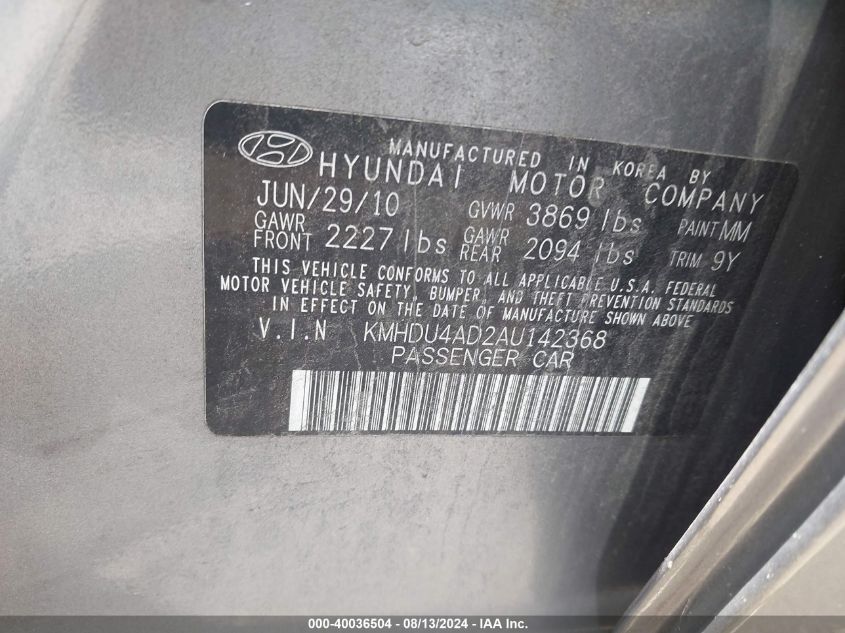 MANUFACTURED IN KOREA BY
HYUNDAI MOTOR COMPANY
JUN/29/10 GVWR 3869 lbs PAINT MM
GAWR FRONT 2227 lbs GAWR REAR 2094 lbs TRIM 9Y
THIS VEHICLE CONFORMS TO ALL APPLICABLE U.S.A. FEDERAL
MOTOR VEHICLE SAFETY, BUMPER, AND THEFT PREVENTION STANDARDS
IN EFFECT ON THE DATE OF MANUFACTURE SHOWN ABOVE
V.I.N KMHDU4AD2AU142368
PASSENGER CAR
000-40036504 - 08/13/2024 - IAA Inc.